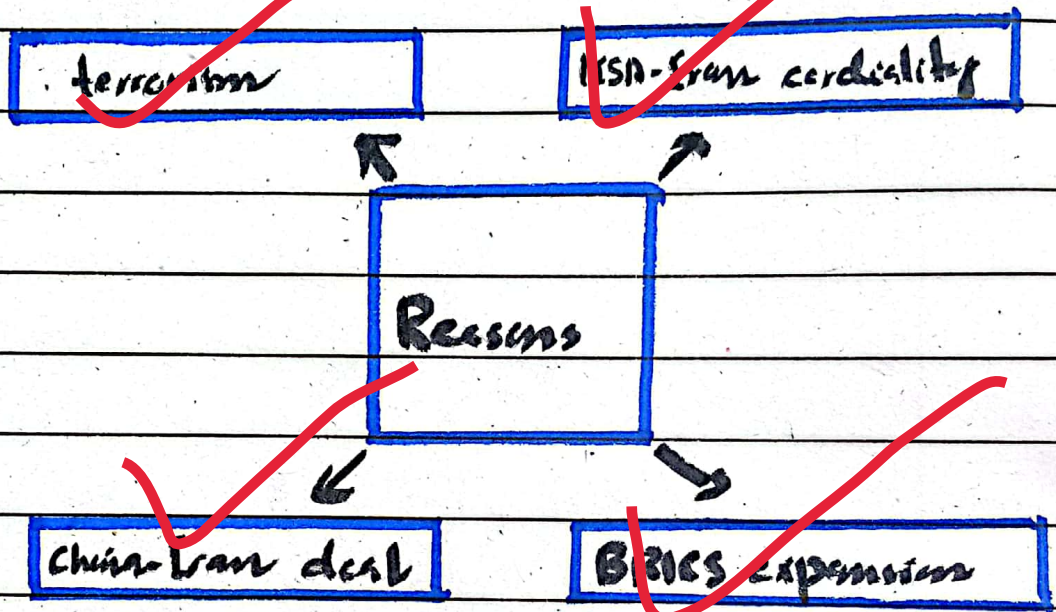 terrorism
KSA-Iran cordiality
Reasons
China-Iran deal
BRICS expansion